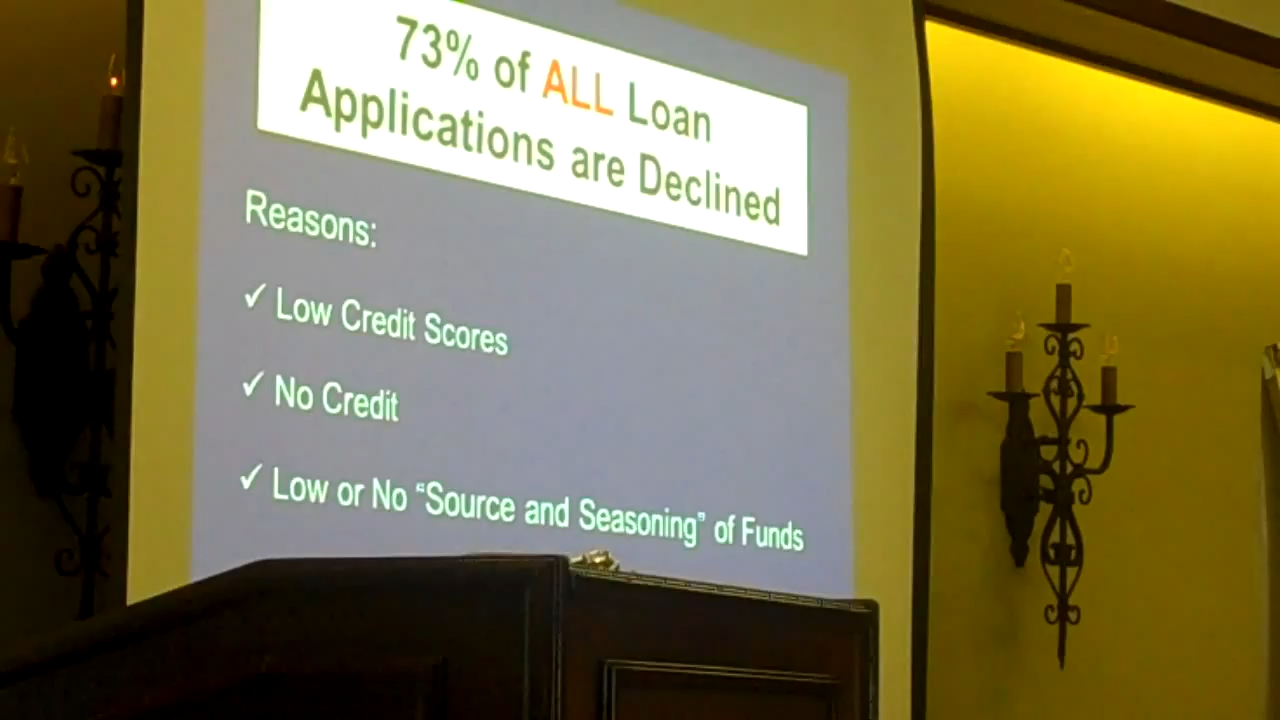 73% of ALL Loan
Applications are Declined
Reasons:
✓ Low Credit Scores
✓ No Credit
✓ Low or No “Source and Seasoning” of Funds